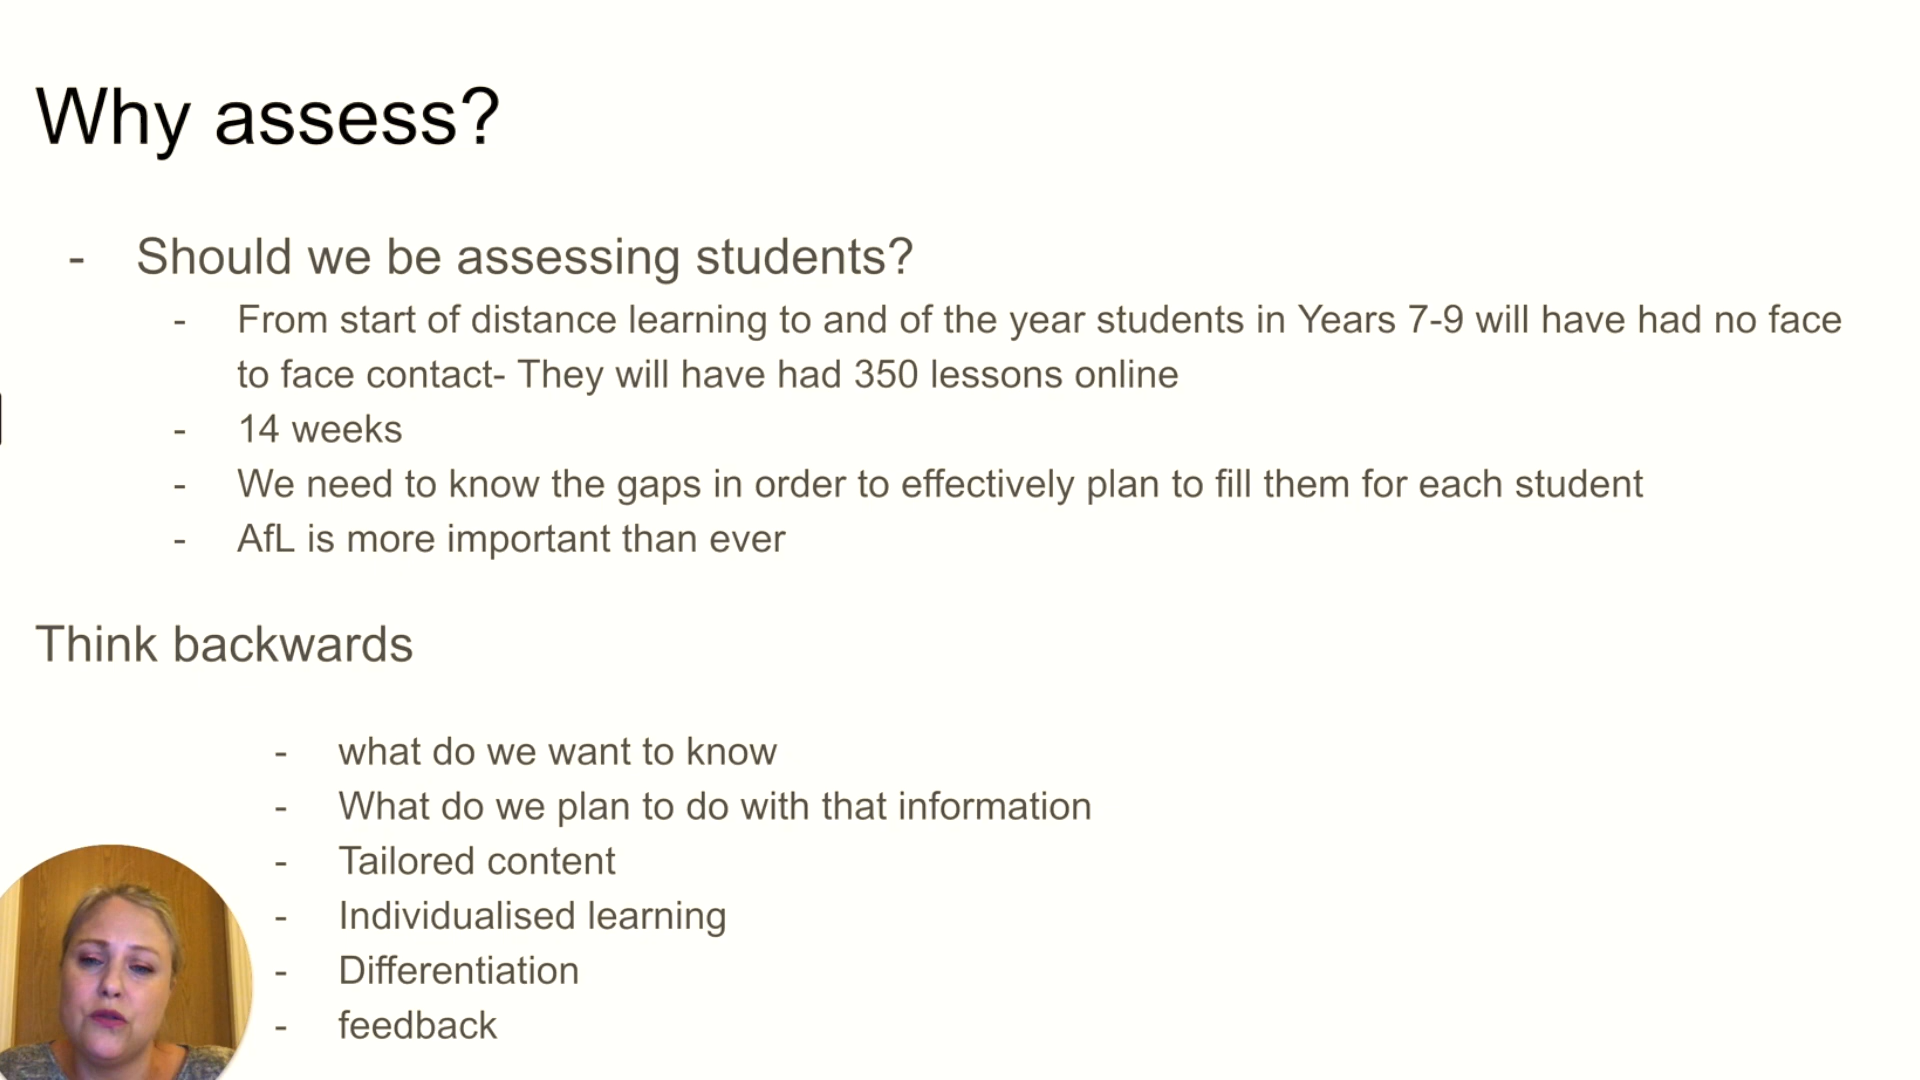 Why assess?
- Should we be assessing students?
- From start of distance learning to and of the year students in Years 7-9 will have had no face
to face contact- They will have had 350 lessons online
- 14 weeks
- We need to know the gaps in order to effectively plan to fill them for each student
- AfL is more important than ever
Think backwards
- what do we want to know
- What do we plan to do with that information
- Tailored content
- Individualised learning
- Differentiation
- feedback